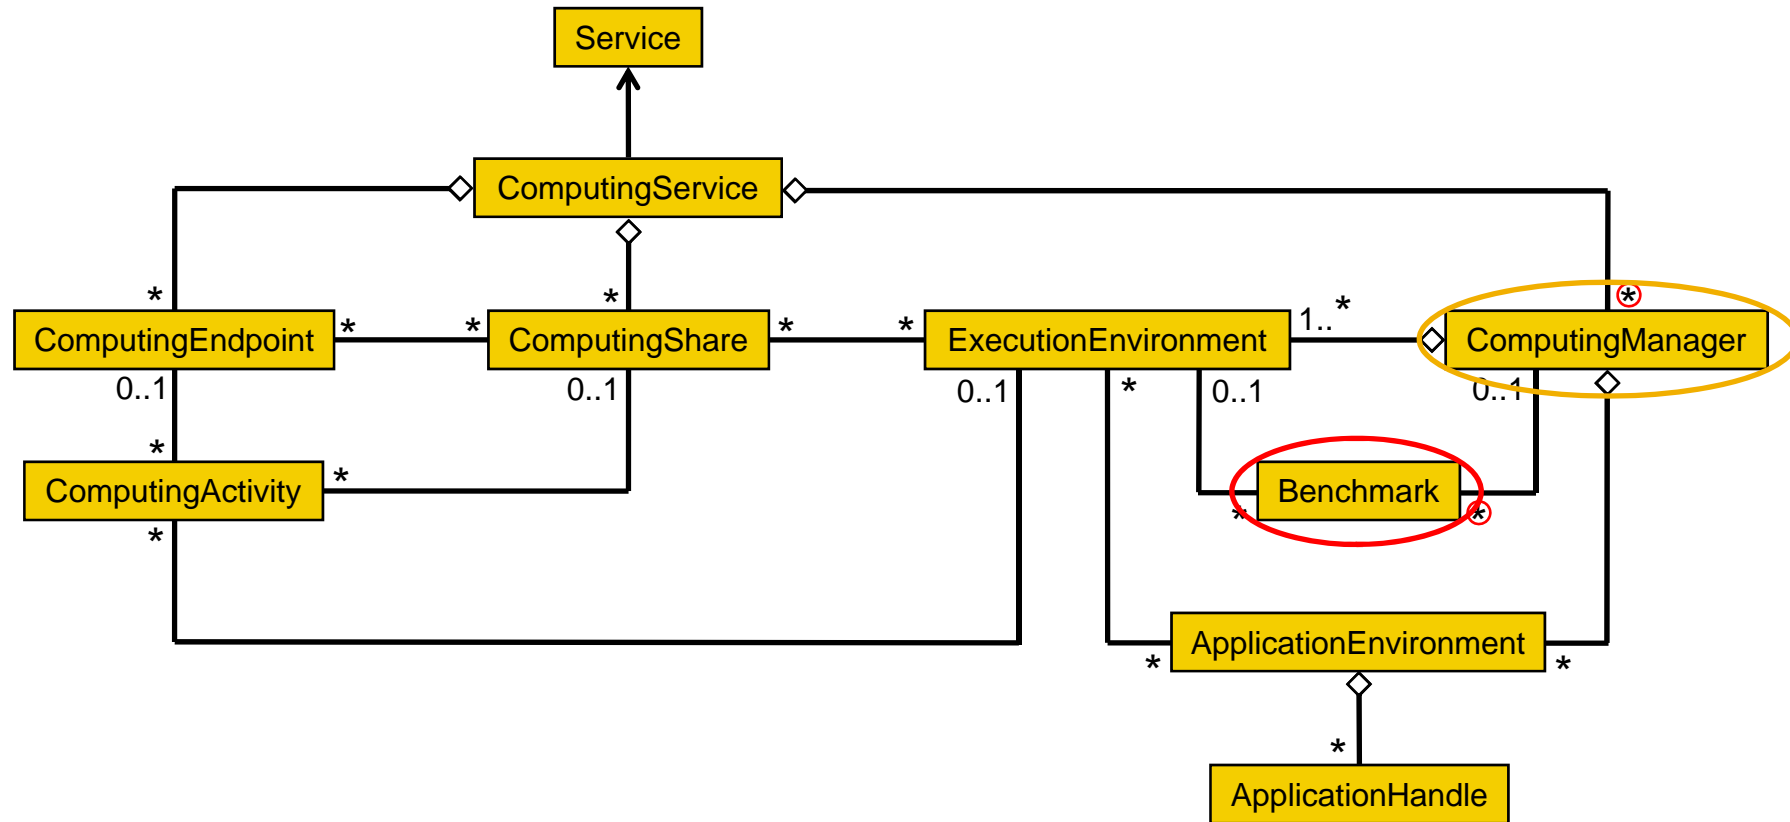 Service
ComputingService
* * *
1..*
ComputingEndpoint * * ComputingShare * * ExecutionEnvironment ComputingManager
0..1 0..1 0..1 * 0..1 0..1
*
ComputingActivity *
Benchmark
* *
*
ApplicationEnvironment
* *
*
ApplicationHandle